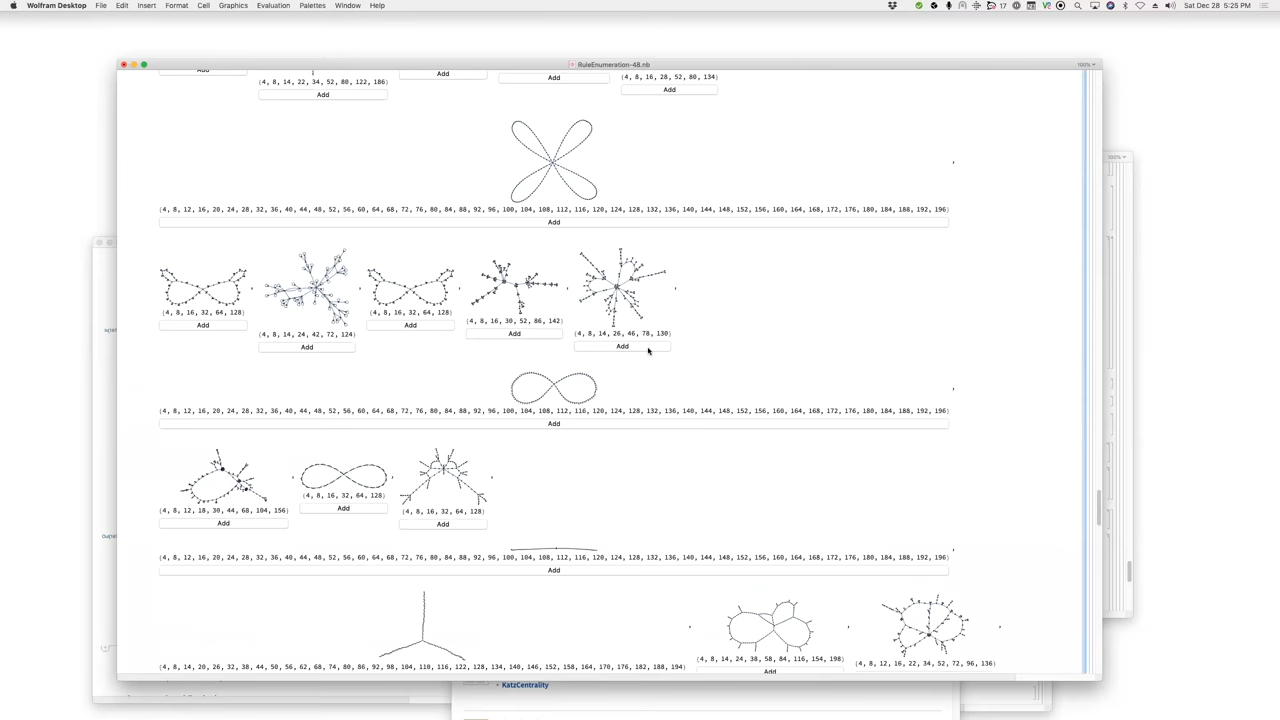 Wolfram Desktop File Edit Insert Format Cell Graphics Evaluation Palettes Window Help 17 Sat Dec 28 5:25 PM
RuleEnumeration-48.nb 100%
Add
Add
Add
(4, 8, 16, 28, 52, 80, 134)
(4, 8, 14, 22, 34, 52, 80, 122, 186)
Add
Add
100%
(4, 8, 12, 16, 20, 24, 28, 32, 36, 40, 44, 48, 52, 56, 60, 64, 68, 72, 76, 80, 84, 88, 92, 96, 100, 104, 108, 112, 116, 120, 124, 128, 132, 136, 140, 144, 148, 152, 156, 160, 164, 168, 172, 176, 180, 184, 188, 192, 196)
Add
(4, 8, 16, 32, 64, 128)
Add
(4, 8, 14, 24, 42, 72, 124)
Add
(4, 8, 16, 32, 64, 128)
Add
(4, 8, 16, 30, 52, 86, 142)
Add
(4, 8, 14, 26, 46, 78, 130)
Add
(4, 8, 12, 16, 20, 24, 28, 32, 36, 40, 44, 48, 52, 56, 60, 64, 68, 72, 76, 80, 84, 88, 92, 96, 100, 104, 108, 112, 116, 120, 124, 128, 132, 136, 140, 144, 148, 152, 156, 160, 164, 168, 172, 176, 180, 184, 188, 192, 196)
Add
(4, 8, 12, 18, 30, 44, 68, 104, 156)
Add
(4, 8, 16, 32, 64, 128)
Add
(4, 8, 16, 32, 64, 128)
Add
(4, 8, 12, 16, 20, 24, 28, 32, 36, 40, 44, 48, 52, 56, 60, 64, 68, 72, 76, 80, 84, 88, 92, 96, 100, 104, 108, 112, 116, 120, 124, 128, 132, 136, 140, 144, 148, 152, 156, 160, 164, 168, 172, 176, 180, 184, 188, 192, 196)
Add
(4, 8, 14, 20, 26, 32, 38, 44, 50, 56, 62, 68, 74, 80, 86, 92, 98, 104, 110, 116, 122, 128, 134, 140, 146, 152, 158, 164, 170, 176, 182, 188, 194)
(4, 8, 14, 24, 38, 58, 84, 116, 154, 198)
Add
(4, 8, 12, 16, 22, 34, 52, 72, 96, 136)
KatzCentrality